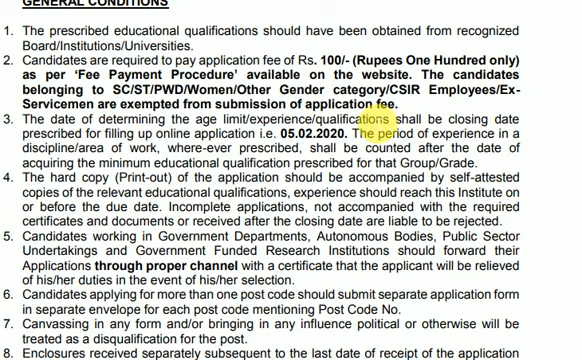 GENERAL CONDITIONS
1. The prescribed educational qualifications should have been obtained from recognized
Board/Institutions/Universities.
2. Candidates are required to pay application fee of Rs. 100/- (Rupees One Hundred only)
as per ‘Fee Payment Procedure’ available on the website. The candidates
belonging to SC/ST/PWD/Women/Other Gender category/CSIR Employees/Ex-
Servicemen are exempted from submission of application fee.
3. The date of determining the age limit/experience/qualifications shall be closing date
prescribed for filling up online application i.e. 05.02.2020. The period of experience in a
discipline/area of work, where-ever prescribed, shall be counted after the date of
acquiring the minimum educational qualification prescribed for that Group/Grade.
4. The hard copy (Print-out) of the application should be accompanied by self-attested
copies of the relevant educational qualifications, experience should reach this Institute on
or before the due date. Incomplete applications, not accompanied with the required
certificates and documents or received after the closing date are liable to be rejected.
5. Candidates working in Government Departments, Autonomous Bodies, Public Sector
Undertakings and Government Funded Research Institutions should forward their
Applications through proper channel with a certificate that the applicant will be relieved
of his/her duties in the event of his/her selection.
6. Candidates applying for more than one post code should submit separate application form
in separate envelope for each post code mentioning Post Code No.
7. Canvassing in any form and/or bringing in any influence political or otherwise will be
treated as a disqualification for the post.
8. Enclosures received separately subsequent to the last date of receipt of the application